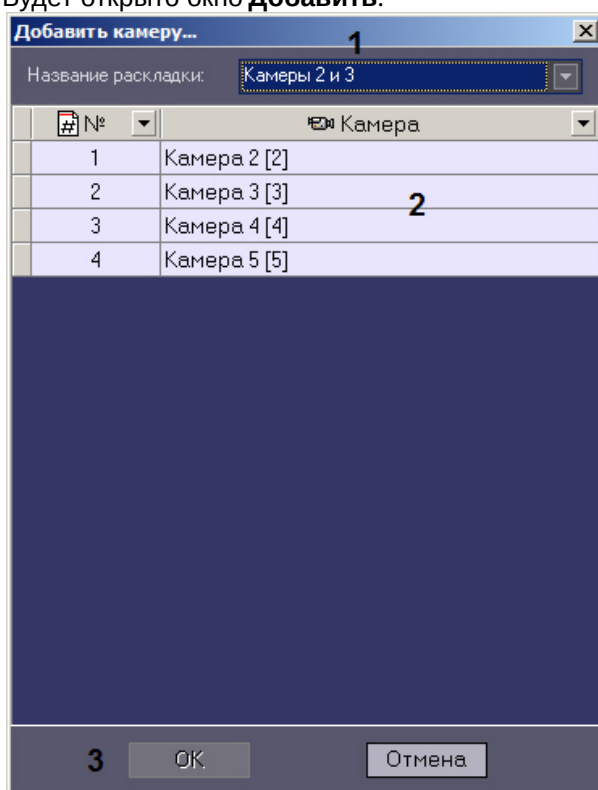 Будет открыто окно Добавить.
Добавить камеру...
1
Название раскладки: Камеры 2 и 3
# № Камера
1 Камера 2 [2]
2 Камера 3 [3]
2
3 Камера 4 [4]
4 Камера 5 [5]
3 OK Отмена